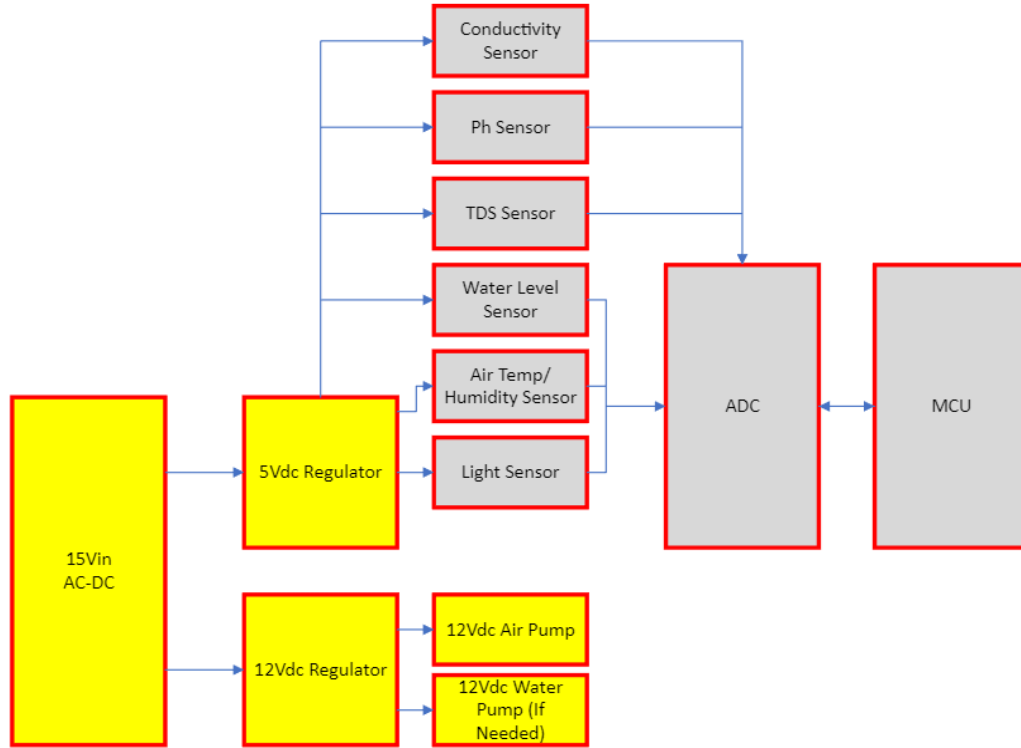 Conductivity
Sensor
Ph Sensor
TDS Sensor
Water Level
Sensor
Air Temp/
Humidity Sensor
Light Sensor
ADC
MCU
5Vdc Regulator
15Vin
AC-DC
12Vdc Regulator
12Vdc Air Pump
12Vdc Water
Pump (If
Needed)